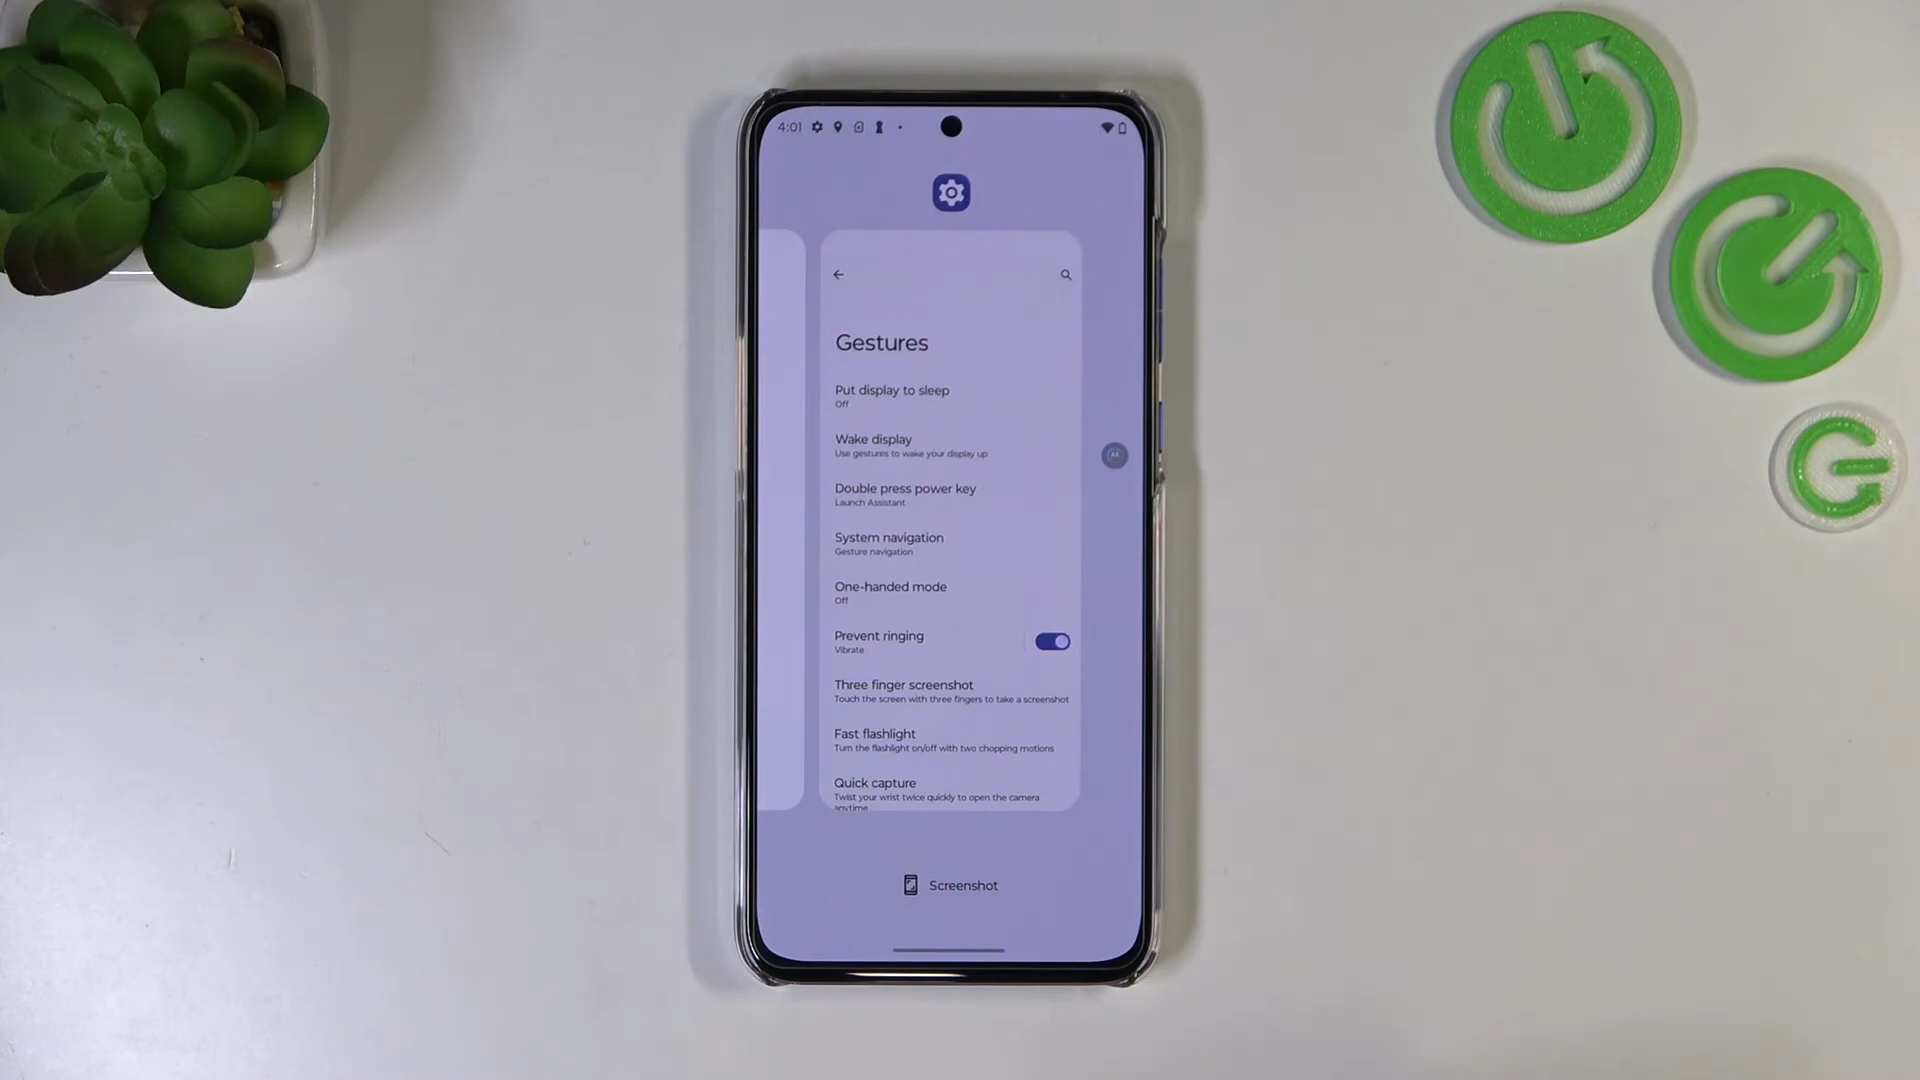 4:01
Gestures
Put display to sleep
Off
Wake display
Use gestures to wake your display up
Double press power key
Launch Assistant
System navigation
Gesture navigation
One-handed mode
Off
Prevent ringing
Vibrate
Three finger screenshot
Touch the screen with three fingers to take a screenshot
Fast flashlight
Turn the flashlight on/off with two chopping motions
Quick capture
Twist your wrist twice quickly to open the camera
anytime
Screenshot